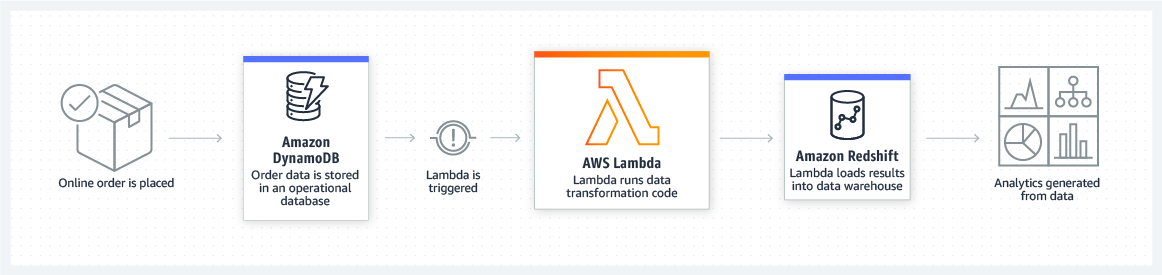 Online order is placed
Amazon
DynamoDB
Order data is stored
in an operational
database
Lambda is
triggered
AWS Lambda
Lambda runs data
transformation code
Amazon Redshift
Lambda loads results
into data warehouse
Analytics generated
from data